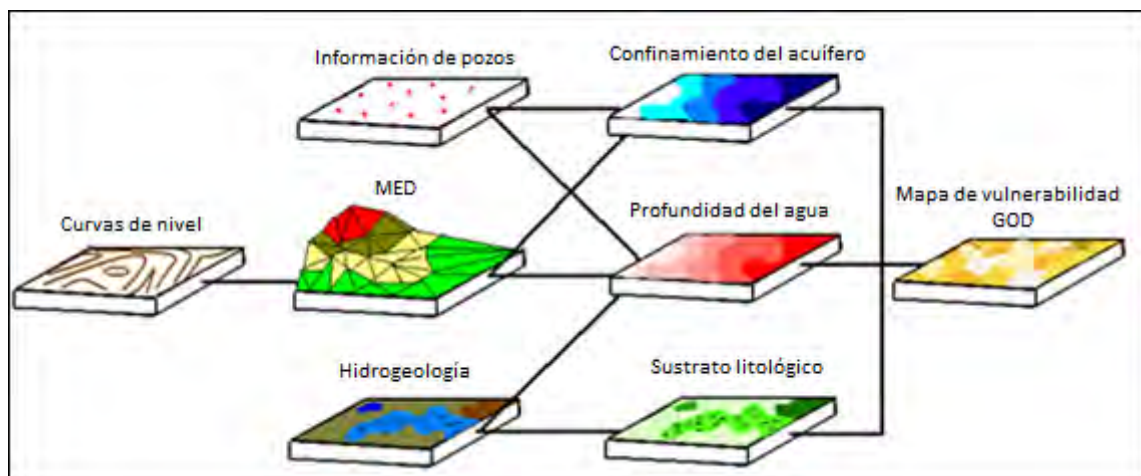 Información de pozos
Confinamiento del acuífero
MED
Curvas de nivel
Profundidad del agua
Mapa de vulnerabilidad
GOD
Hidrogeología
Sustrato litológico